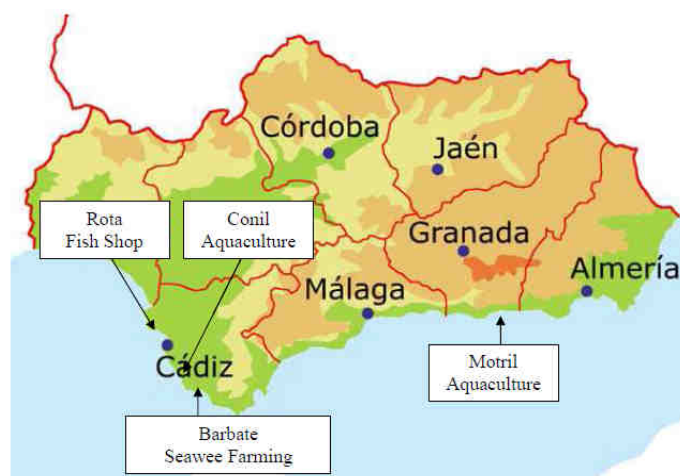 Córdoba
Jaén
Rota
Fish Shop
Conil
Aquaculture
Granada
Málaga
Almería
Cádiz
Motril
Aquaculture
Barbate
Seawee Farming